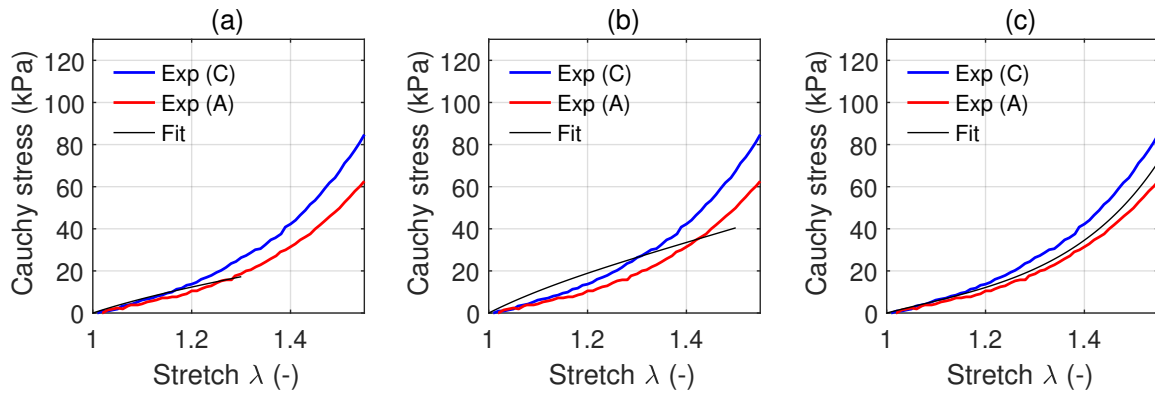 (a)
Cauchy stress (kPa)
120
100
80
60
40
20
0
Exp (C)
Exp (A)
Fit
1
1.2
1.4
Stretch λ (-)
(b)
Cauchy stress (kPa)
120
100
80
60
40
20
0
Exp (C)
Exp (A)
Fit
1
1.2
1.4
Stretch λ (-)
(c)
Cauchy stress (kPa)
120
100
80
60
40
20
0
Exp (C)
Exp (A)
Fit
1
1.2
1.4
Stretch λ (-)